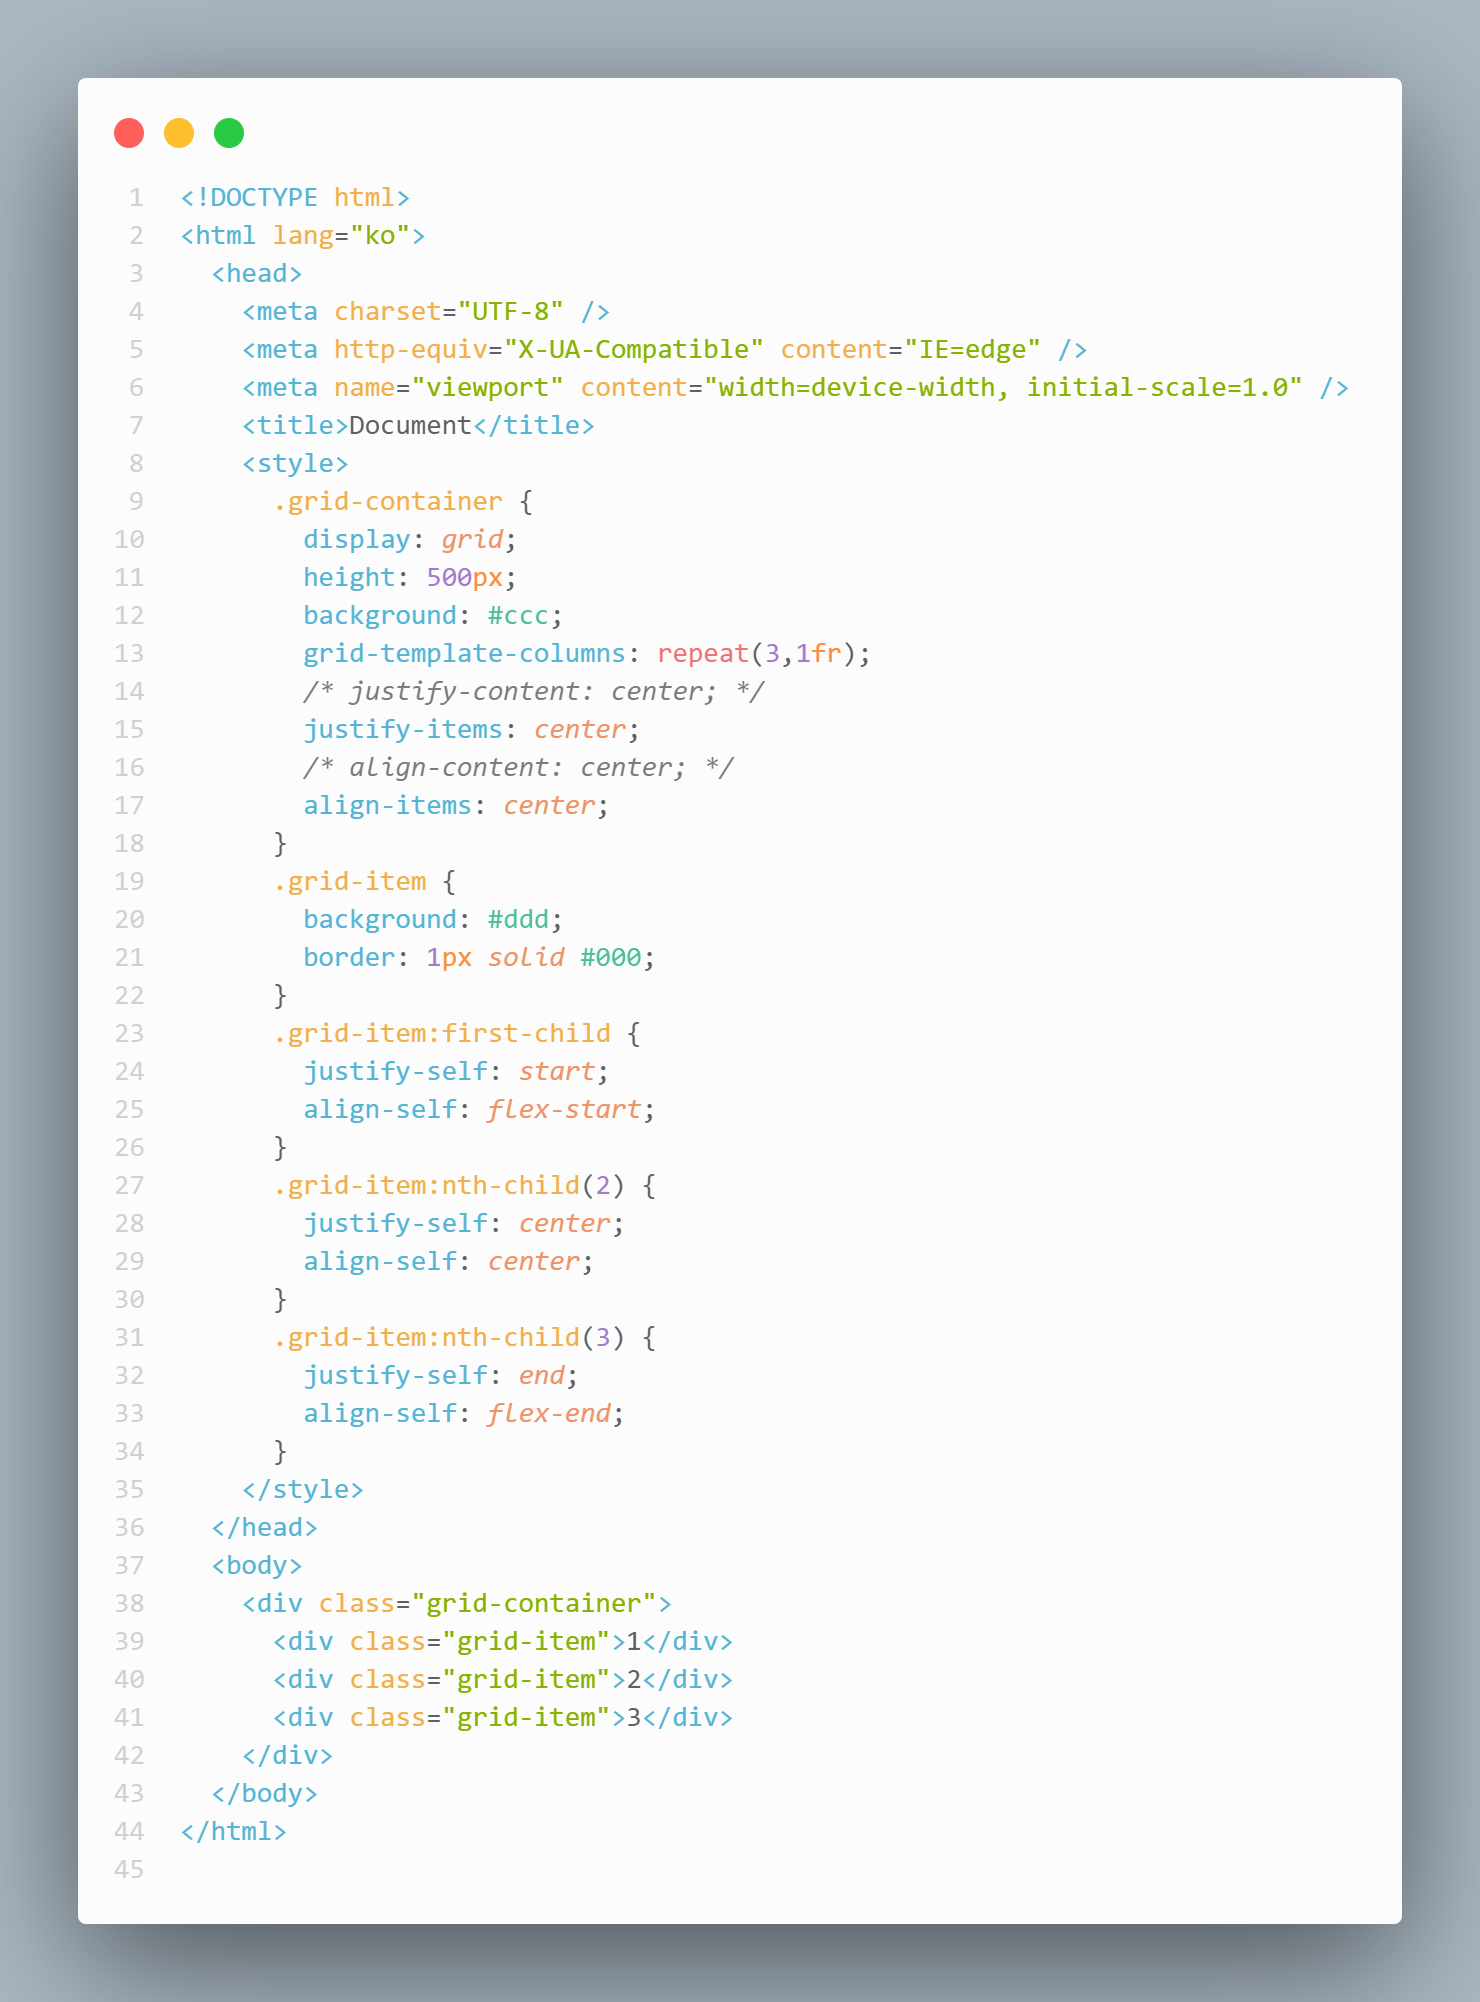 1 <!DOCTYPE html>
2 <html lang="ko">
3   <head>
4     <meta charset="UTF-8" />
5     <meta http-equiv="X-UA-Compatible" content="IE=edge" />
6     <meta name="viewport" content="width=device-width, initial-scale=1.0" />
7     <title>Document</title>
8     <style>
9       .grid-container {
10         display: grid;
11         height: 500px;
12         background: #ccc;
13         grid-template-columns: repeat(3,1fr);
14         /* justify-content: center; */
15         justify-items: center;
16         /* align-content: center; */
17         align-items: center;
18       }
19       .grid-item {
20         background: #ddd;
21         border: 1px solid #000;
22       }
23       .grid-item:first-child {
24         justify-self: start;
25         align-self: flex-start;
26       }
27       .grid-item:nth-child(2) {
28         justify-self: center;
29         align-self: center;
30       }
31       .grid-item:nth-child(3) {
32         justify-self: end;
33         align-self: flex-end;
34       }
35     </style>
36   </head>
37   <body>
38     <div class="grid-container">
39       <div class="grid-item">1</div>
40       <div class="grid-item">2</div>
41       <div class="grid-item">3</div>
42     </div>
43   </body>
44 </html>
45